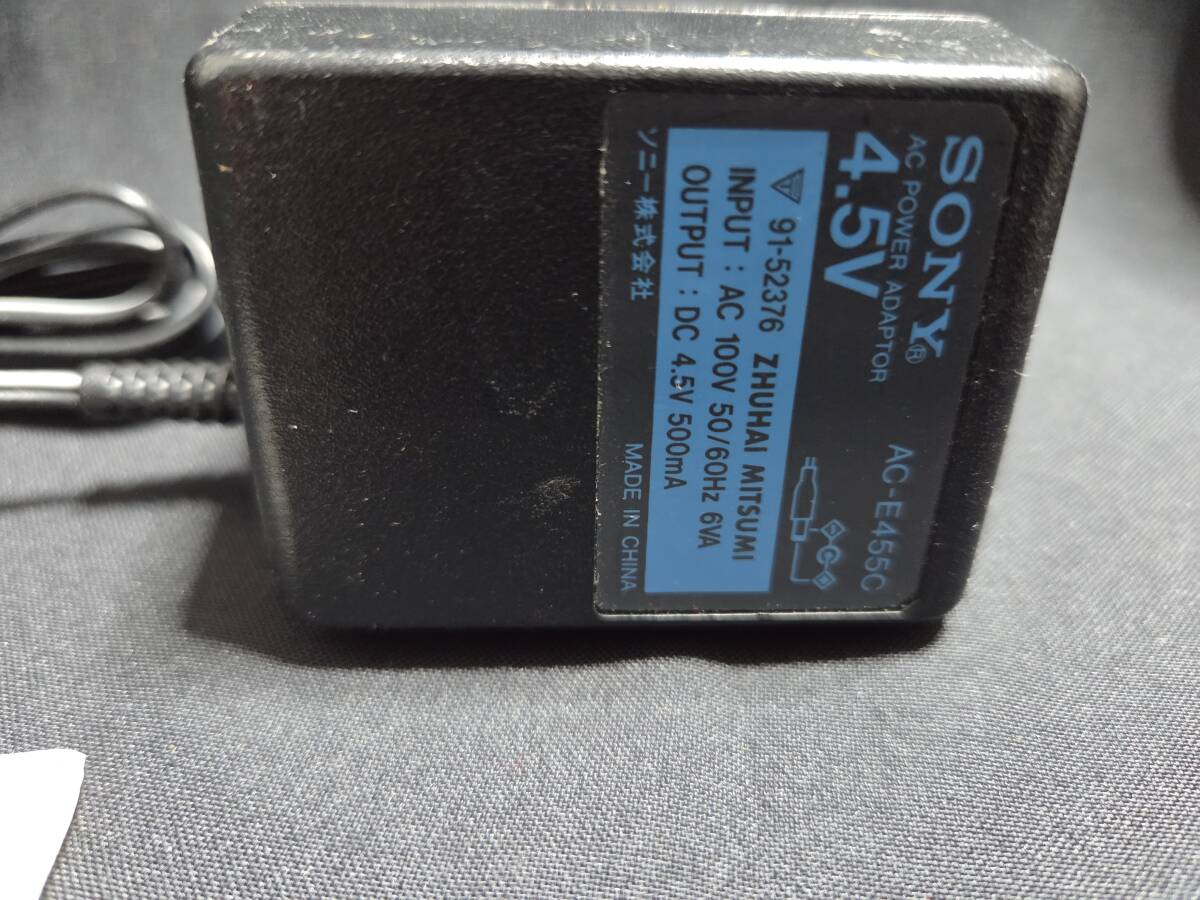 SONY®
AC POWER ADAPTOR AC-E455C
4.5V
91-52376 ZHUHAI MITSUMI
INPUT : AC 100V 50/60Hz 6VA
OUTPUT : DC 4.5V 500mA
ソニー株式会社 MADE IN CHINA